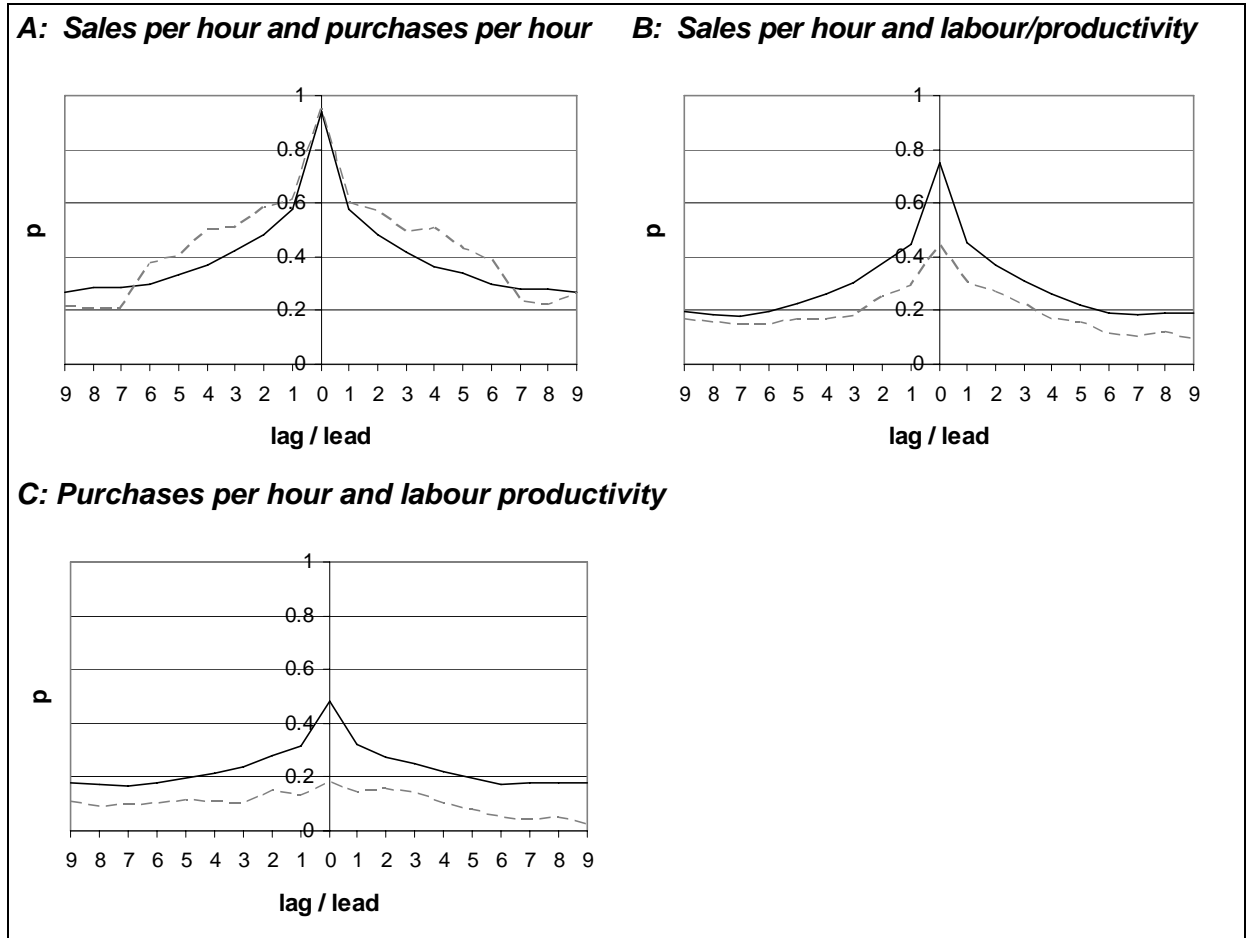 A: Sales per hour and purchases per hour
B: Sales per hour and labour/productivity
1
0.8
0.6
0.4
0.2
0
p
9 8 7 6 5 4 3 2 1 0 1 2 3 4 5 6 7 8 9
lag / lead
1
0.8
0.6
0.4
0.2
0
p
9 8 7 6 5 4 3 2 1 0 1 2 3 4 5 6 7 8 9
lag / lead
C: Purchases per hour and labour productivity
1
0.8
0.6
0.4
0.2
0
p
9 8 7 6 5 4 3 2 1 0 1 2 3 4 5 6 7 8 9
lag / lead